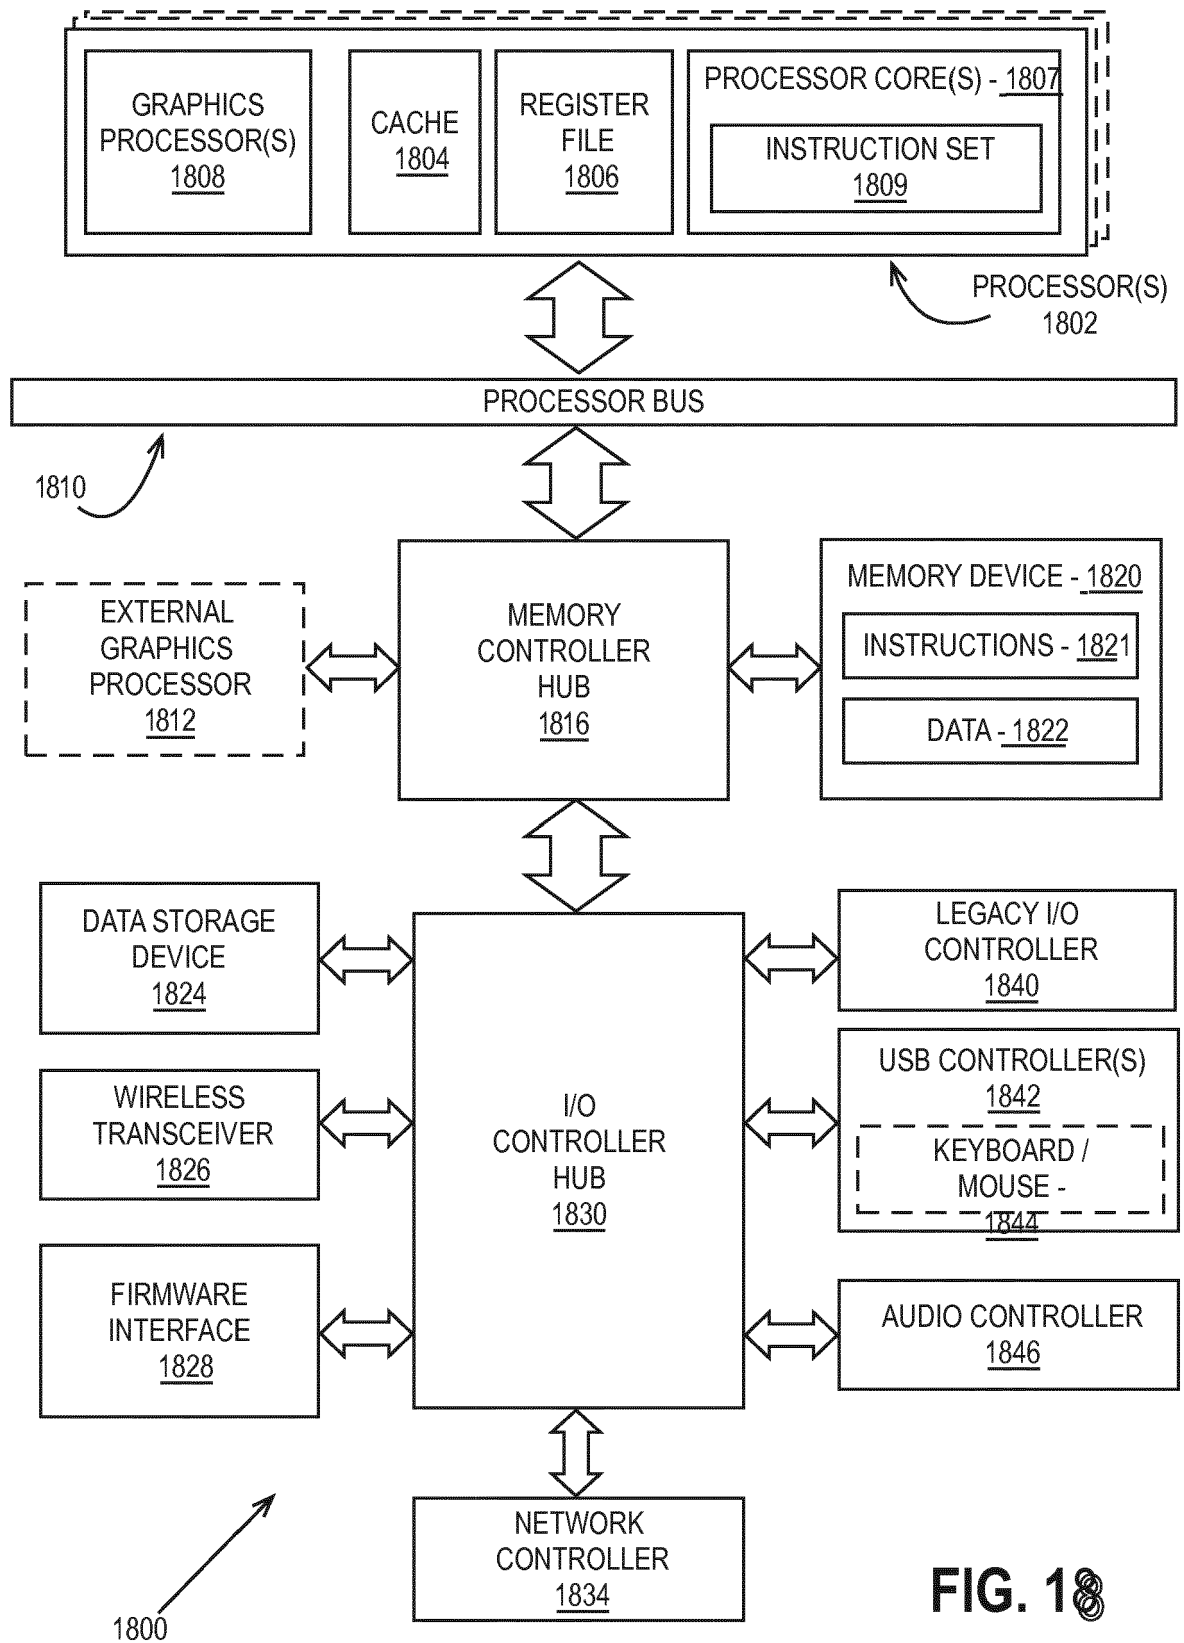 GRAPHICS
PROCESSOR(S)
1808
CACHE
1804
REGISTER
FILE
1806
PROCESSOR CORE(S) - 1807
INSTRUCTION SET
1809
PROCESSOR(S)
1802
PROCESSOR BUS
1810
EXTERNAL
GRAPHICS
PROCESSOR
1812
MEMORY
CONTROLLER
HUB
1816
MEMORY DEVICE - 1820
INSTRUCTIONS - 1821
DATA - 1822
DATA STORAGE
DEVICE
1824
WIRELESS
TRANSCEIVER
1826
FIRMWARE
INTERFACE
1828
I/O
CONTROLLER
HUB
1830
LEGACY I/O
CONTROLLER
1840
USB CONTROLLER(S)
1842
KEYBOARD /
MOUSE -
1844
AUDIO CONTROLLER
1846
NETWORK
CONTROLLER
1834
1800
FIG. 18